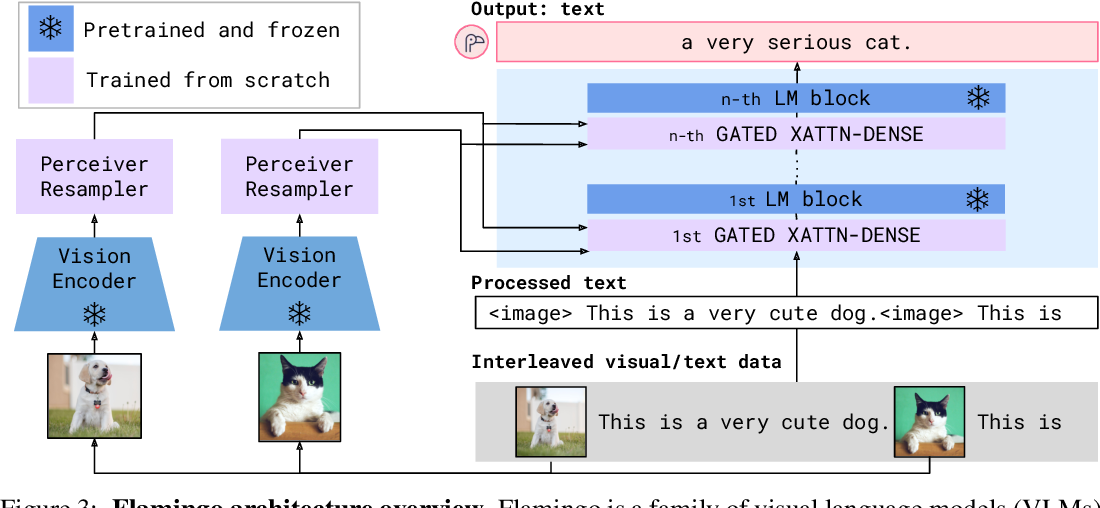 Output: text
a very serious cat.
Pretrained and frozen
Trained from scratch
n-th LM block
n-th GATED XATTN-DENSE
Perceiver
Resampler
Perceiver
Resampler
1st LM block
1st GATED XATTN-DENSE
Vision
Encoder
Vision
Encoder
Processed text
<image> This is a very cute dog.<image> This is
Interleaved visual/text data
This is a very cute dog.
This is
Figure 3: Flamingo architecture overview. Flamingo is a family of visual language models (VLMs)